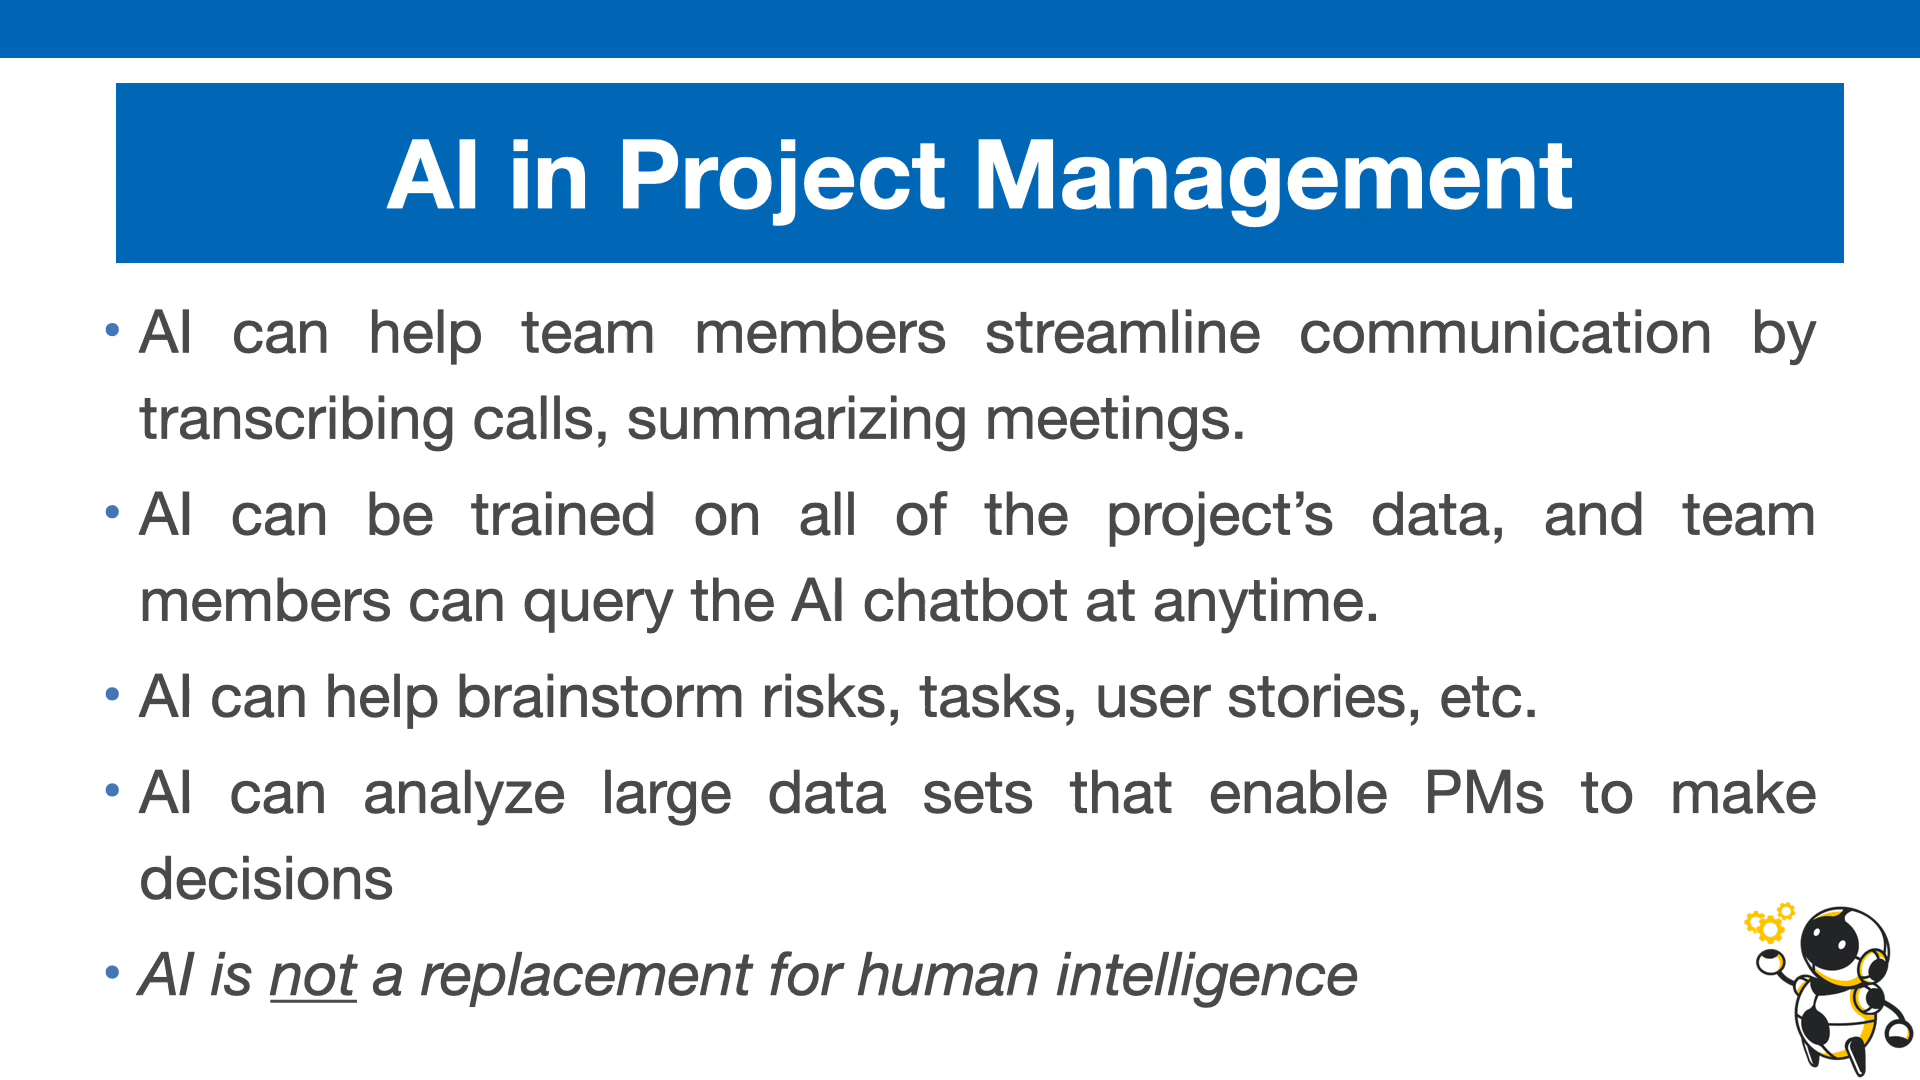 AI in Project Management
• AI can help team members streamline communication by
transcribing calls, summarizing meetings.
• AI can be trained on all of the project’s data, and team
members can query the AI chatbot at anytime.
• AI can help brainstorm risks, tasks, user stories, etc.
• AI can analyze large data sets that enable PMs to make
decisions
• AI is not a replacement for human intelligence